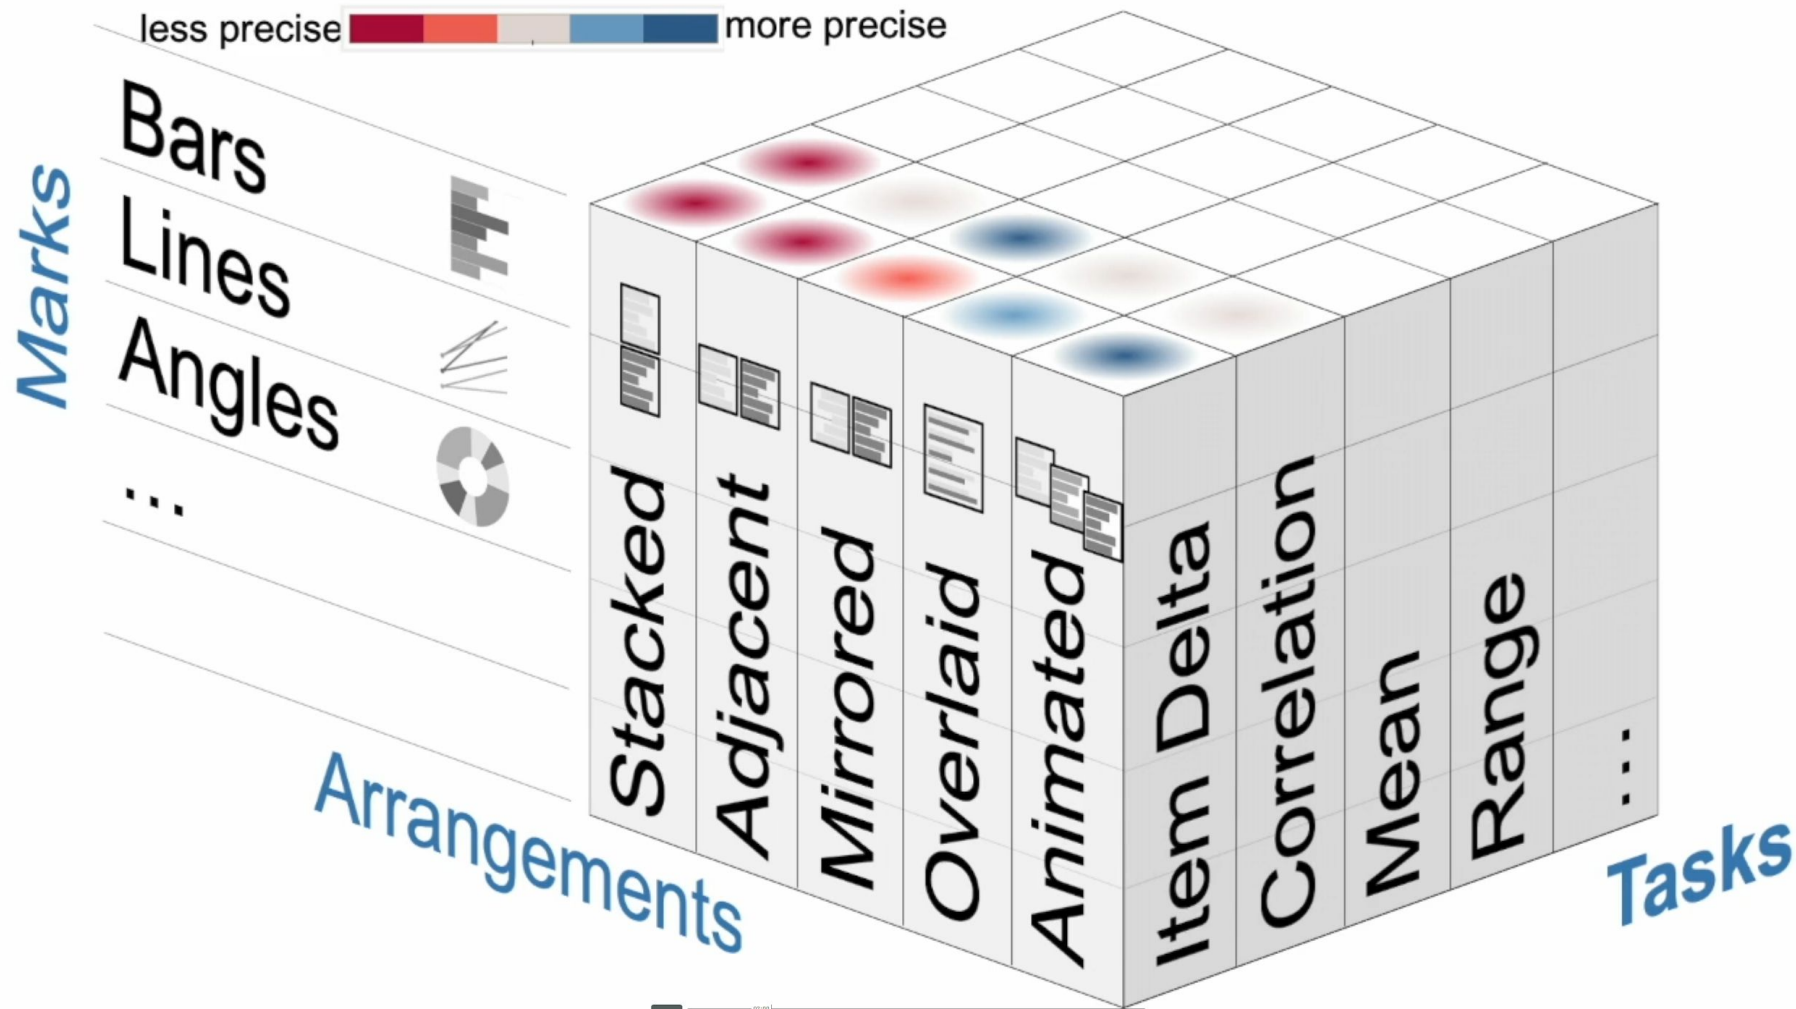 less precise more precise
Marks
Bars
Lines
Angles
...
Arrangements
Stacked
Adjacent
Mirrored
Overlaid
Animated
Item Delta
Correlation
Mean
Range
...
Tasks